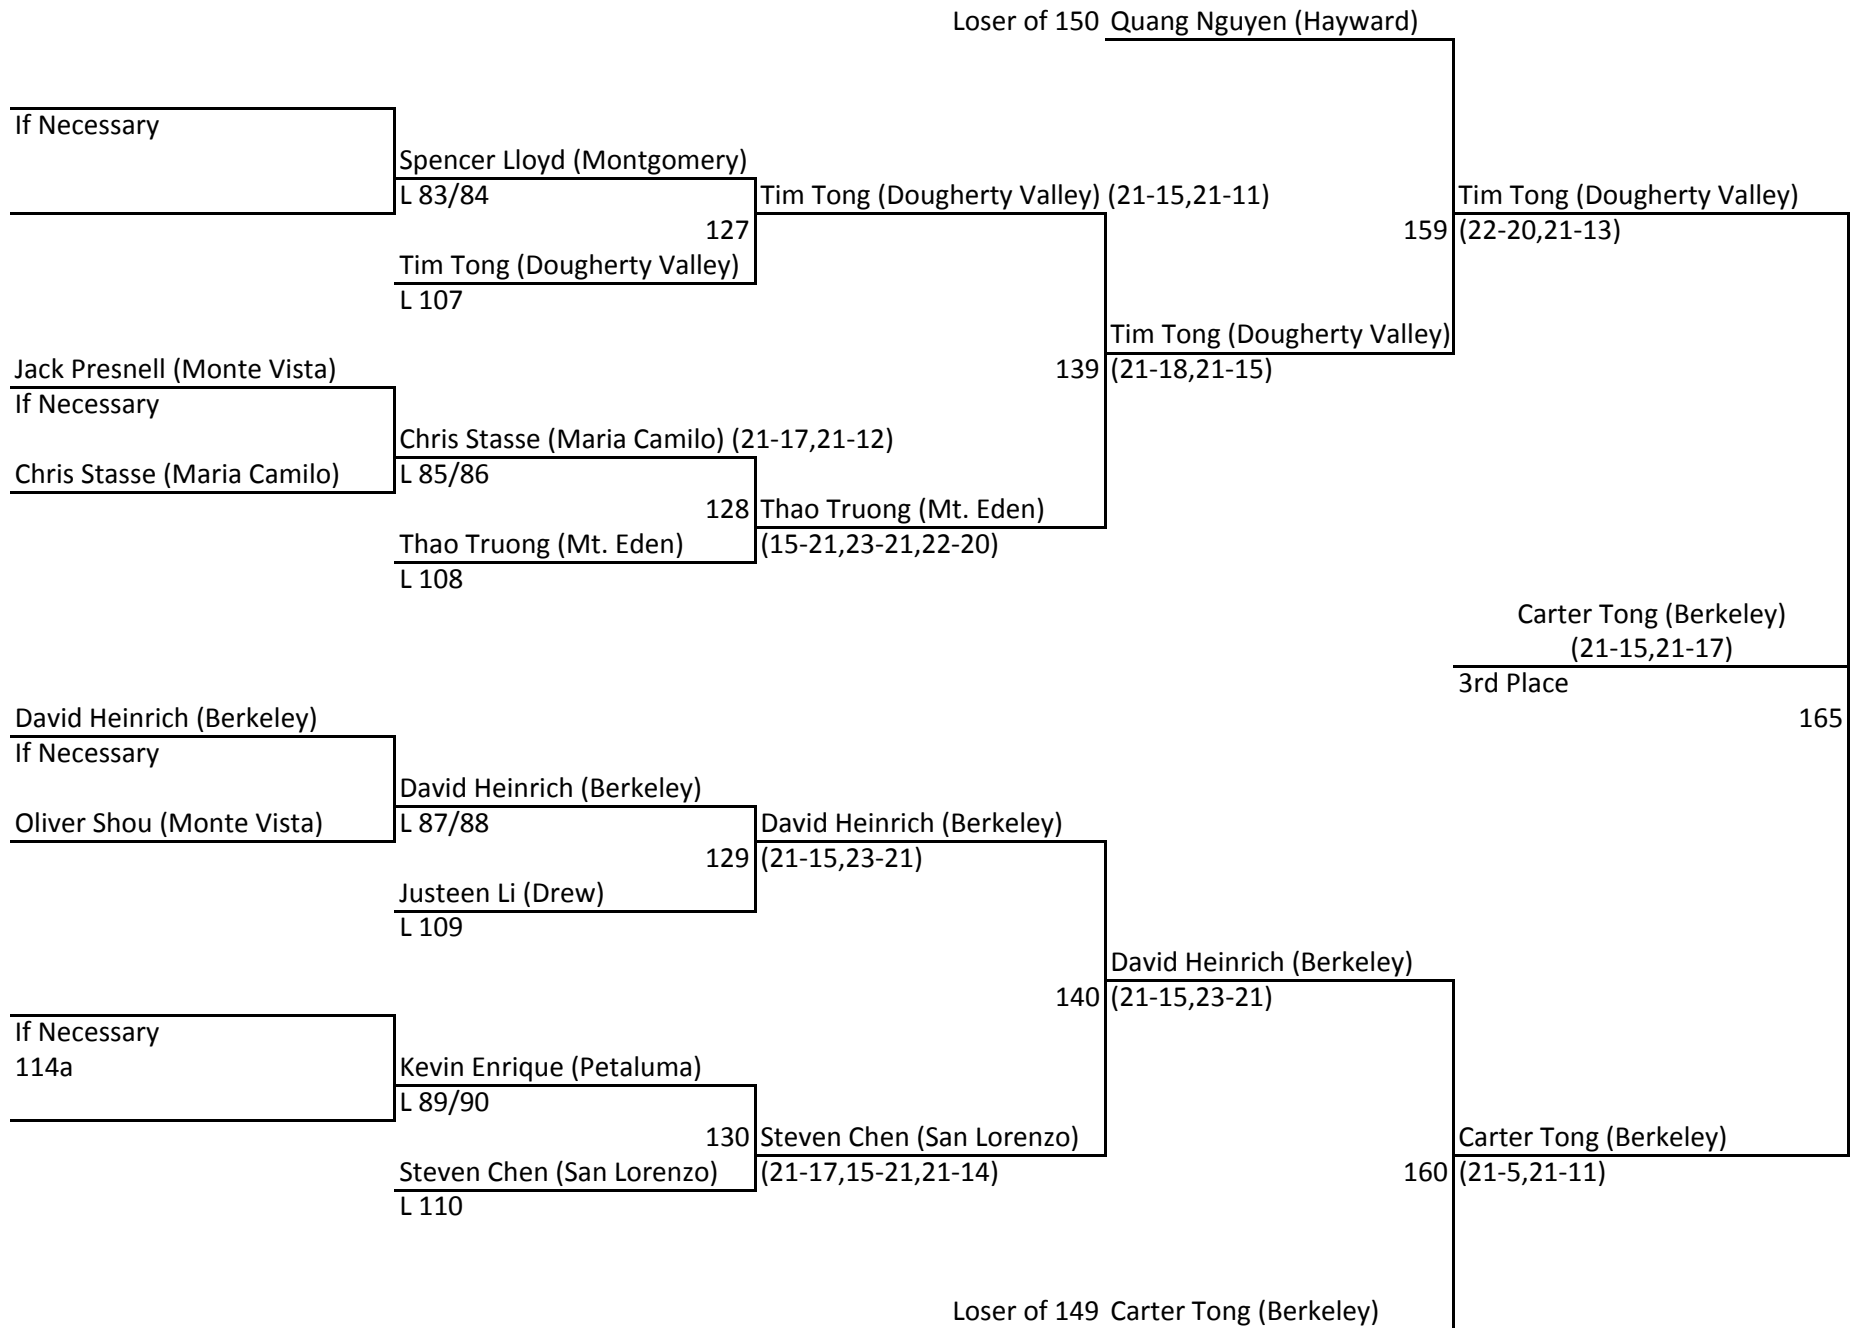 Loser of 150 Quang Nguyen (Hayward)
If Necessary
Spencer Lloyd (Montgomery)
L 83/84
Tim Tong (Dougherty Valley) (21-15,21-11)
Tim Tong (Dougherty Valley)
127
159 (22-20,21-13)
Tim Tong (Dougherty Valley)
L 107
Tim Tong (Dougherty Valley)
Jack Presnell (Monte Vista)
139 (21-18,21-15)
If Necessary
Chris Stasse (Maria Camilo) (21-17,21-12)
Chris Stasse (Maria Camilo)
L 85/86
128 Thao Truong (Mt. Eden)
Thao Truong (Mt. Eden)
(15-21,23-21,22-20)
L 108
Carter Tong (Berkeley)
(21-15,21-17)
3rd Place
David Heinrich (Berkeley)
165
If Necessary
David Heinrich (Berkeley)
Oliver Shou (Monte Vista)
L 87/88
David Heinrich (Berkeley)
129 (21-15,23-21)
Justeen Li (Drew)
L 109
David Heinrich (Berkeley)
140 (21-15,23-21)
If Necessary
114a
Kevin Enrique (Petaluma)
L 89/90
130 Steven Chen (San Lorenzo)
Carter Tong (Berkeley)
Steven Chen (San Lorenzo)
(21-17,15-21,21-14)
160 (21-5,21-11)
L 110
Loser of 149 Carter Tong (Berkeley)